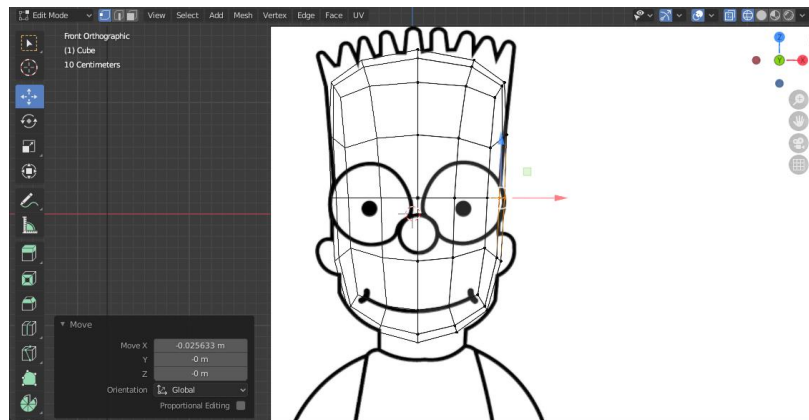 Edit Mode View Select Add Mesh Vertex Edge Face UV
Front Orthographic
(1) Cube
10 Centimeters
Z
Y
X
Move
Move X -0.025633 m
Y -0 m
Z -0 m
Orientation Global
Proportional Editing